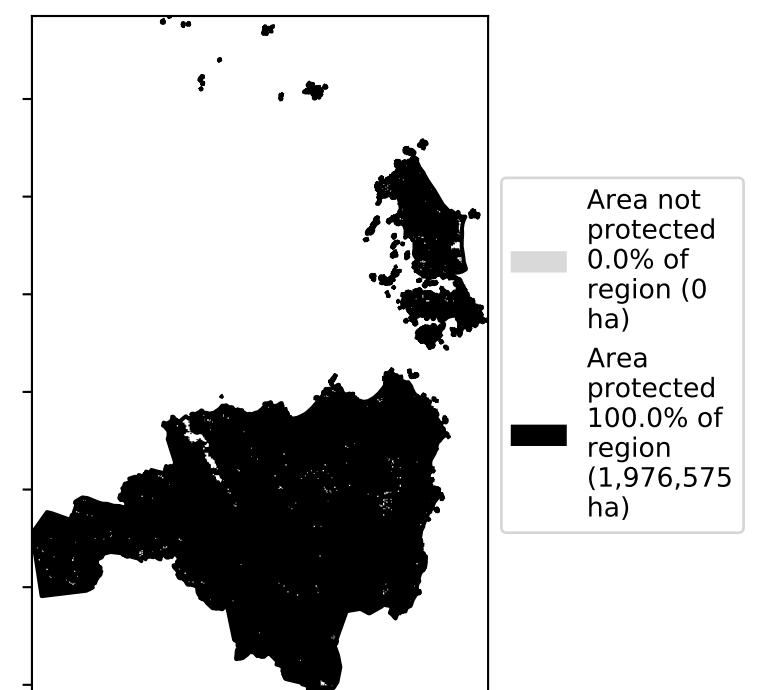 Area not
protected
0.0% of
region (0
ha)
Area
protected
100.0% of
region
(1,976,575
ha)